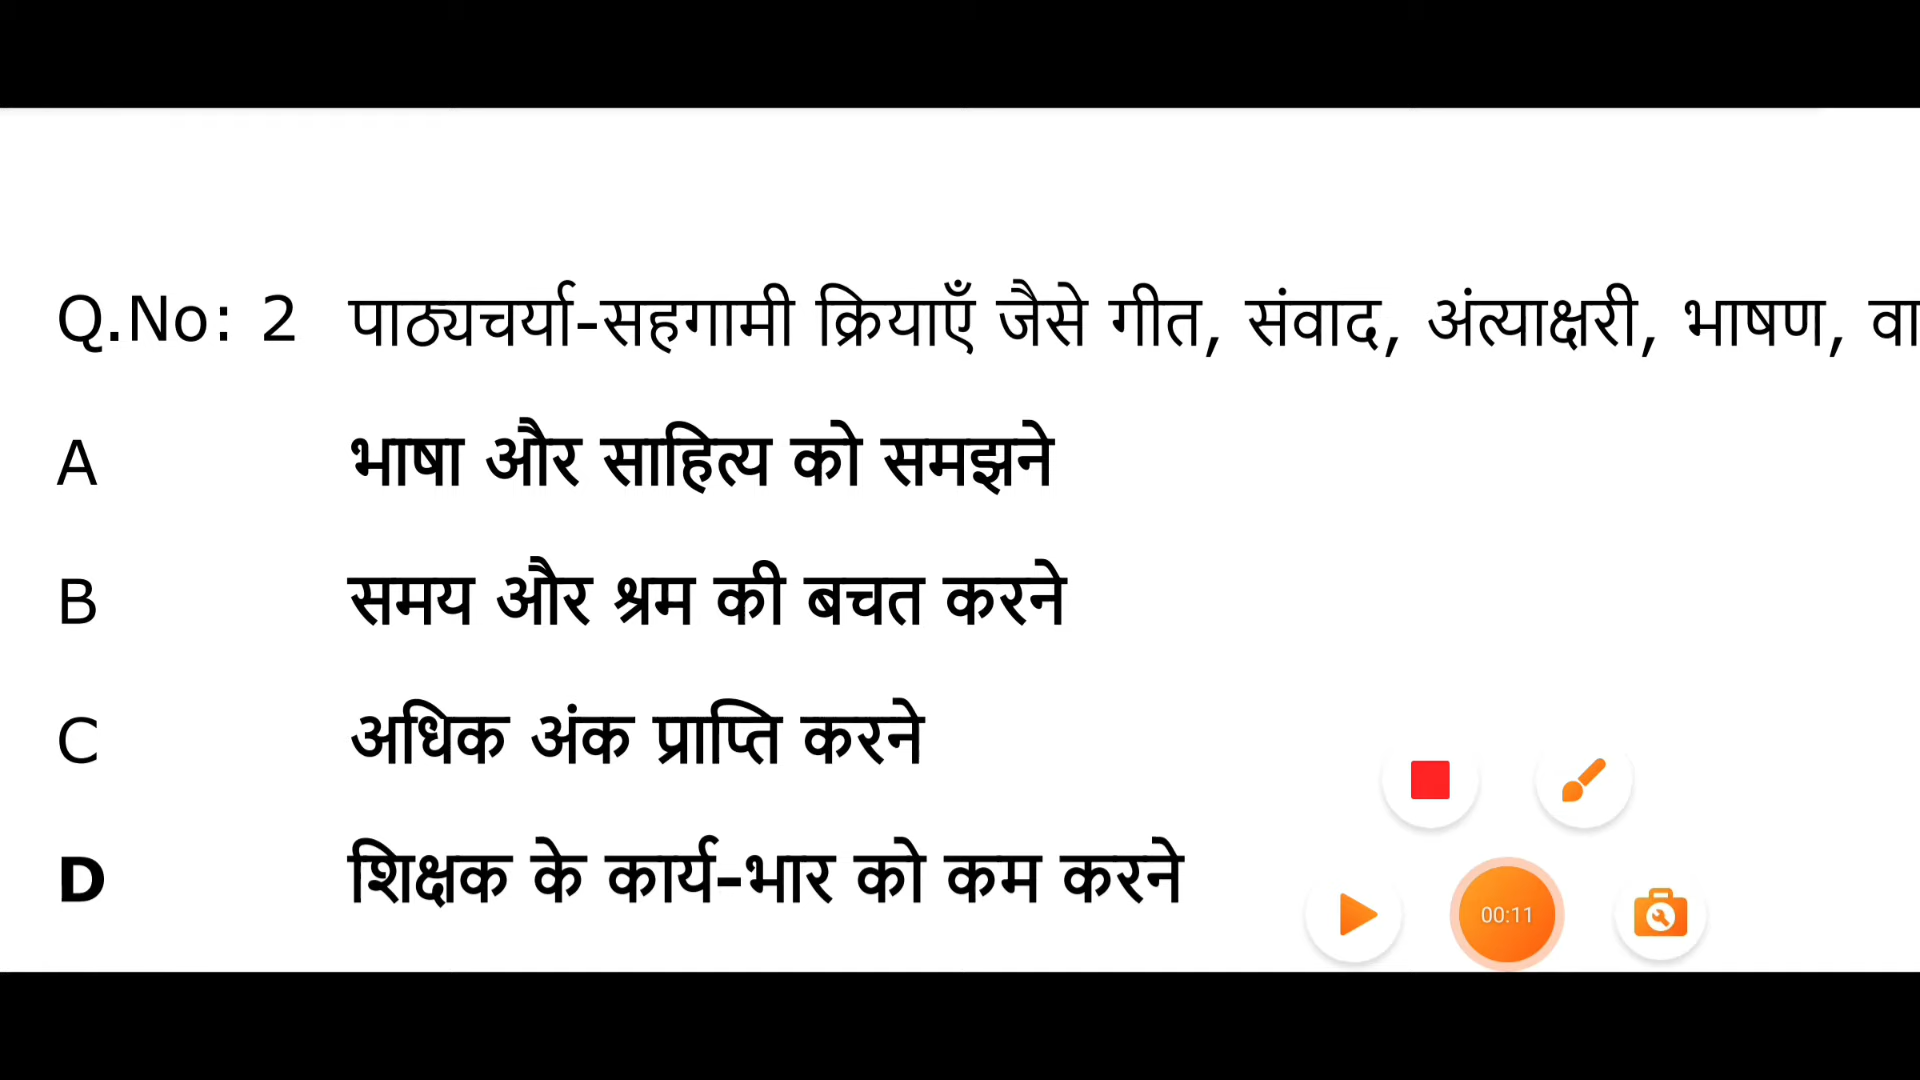 Q.No: 2 पाठ्यचर्या-सहगामी क्रियाएँ जैसे गीत, संवाद, अंत्याक्षरी, भाषण,
A भाषा और साहित्य को समझने
B समय और श्रम की बचत करने
C अधिक अंक प्राप्ति करने
D शिक्षक के कार्य-भार को कम करने
00:11